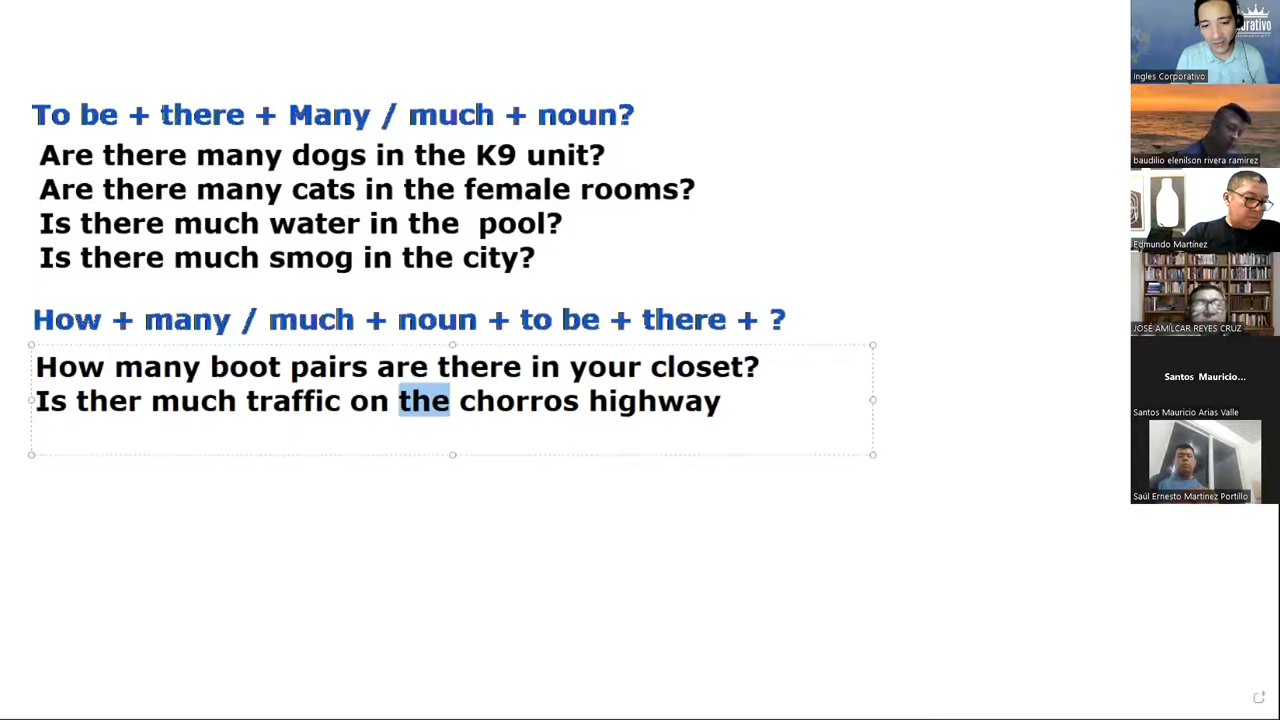 To be + there + Many / much + noun?
Are there many dogs in the K9 unit?
Are there many cats in the female rooms?
Is there much water in the  pool?
Is there much smog in the city?
How + many / much + noun + to be + there + ?
How many boot pairs are there in your closet?
Is ther much traffic on the chorros highway
orativo
Ingles Corporativo
baudilio elenilson rivera ramirez
Edmundo Martínez
JOSÉ AMÍLCAR REYES CRUZ
Santos Mauricio...
Santos Mauricio Arias Valle
Saúl Ernesto Martinez Portillo